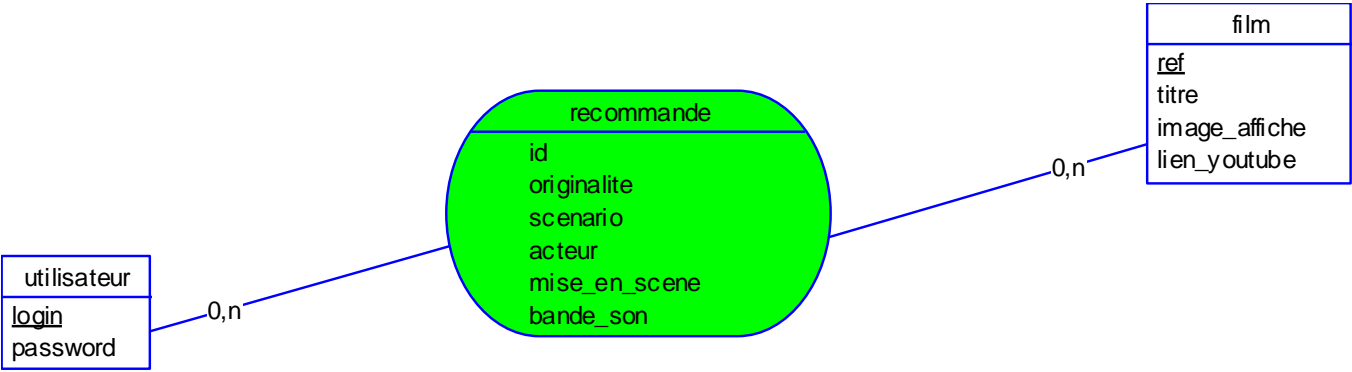 film
ref
titre
image_affiche
lien_youtube
0,n
recommande
id
originalite
scenario
acteur
mise_en_scene
bande_son
0,n
utilisateur
login
password